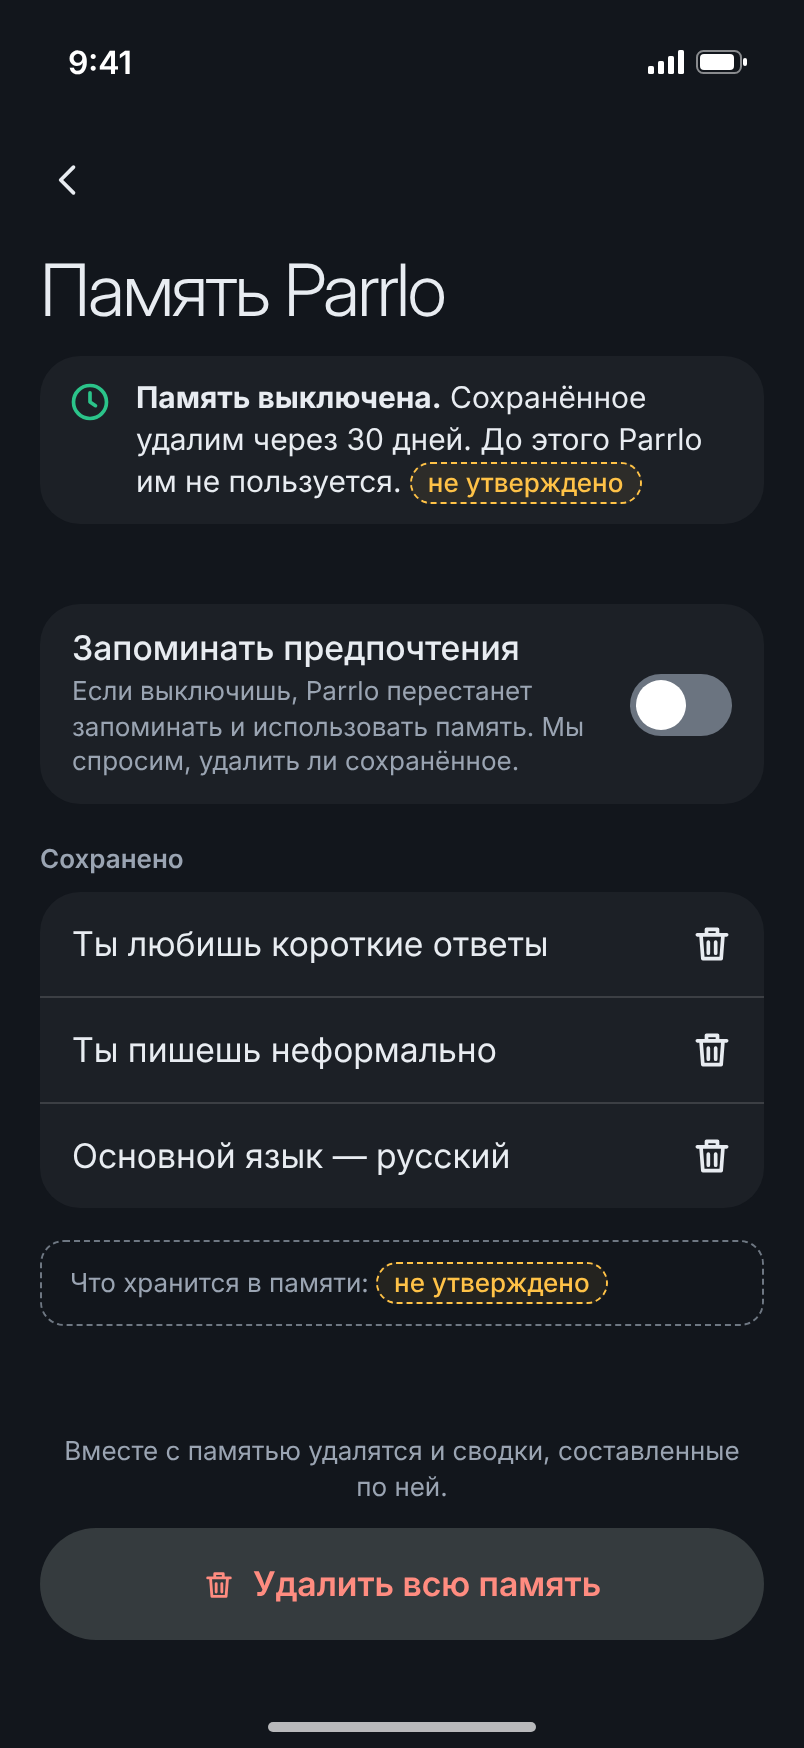 9:41
Память Parrlo
Память выключена. Сохранённое
удалим через 30 дней. До этого Parrlo
им не пользуется. не утверждено
Запоминать предпочтения
Если выключишь, Parrlo перестанет
запоминать и использовать память. Мы
спросим, удалить ли сохранённое.
Сохранено
Ты любишь короткие ответы
Ты пишешь неформально
Основной язык — русский
Что хранится в памяти: не утверждено
Вместе с памятью удалятся и сводки, составленные
по ней.
Удалить всю память